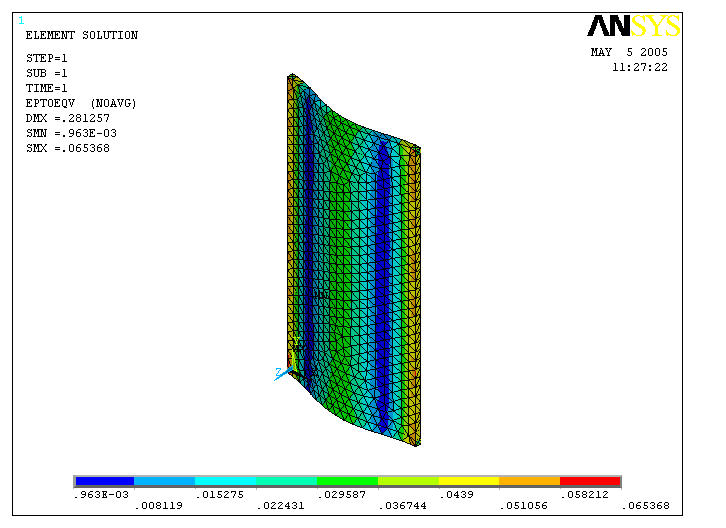 1
ELEMENT SOLUTION
STEP=1
SUB =1
TIME=1
EPTOEQV  (NOAVG)
DMX =.281257
SMN =.963E-03
SMX =.065368
ANSYS
MAY  5 2005
11:27:22
Z
.963E-03 .015275 .029587 .0439 .058212
.008119 .022431 .036744 .051056 .065368